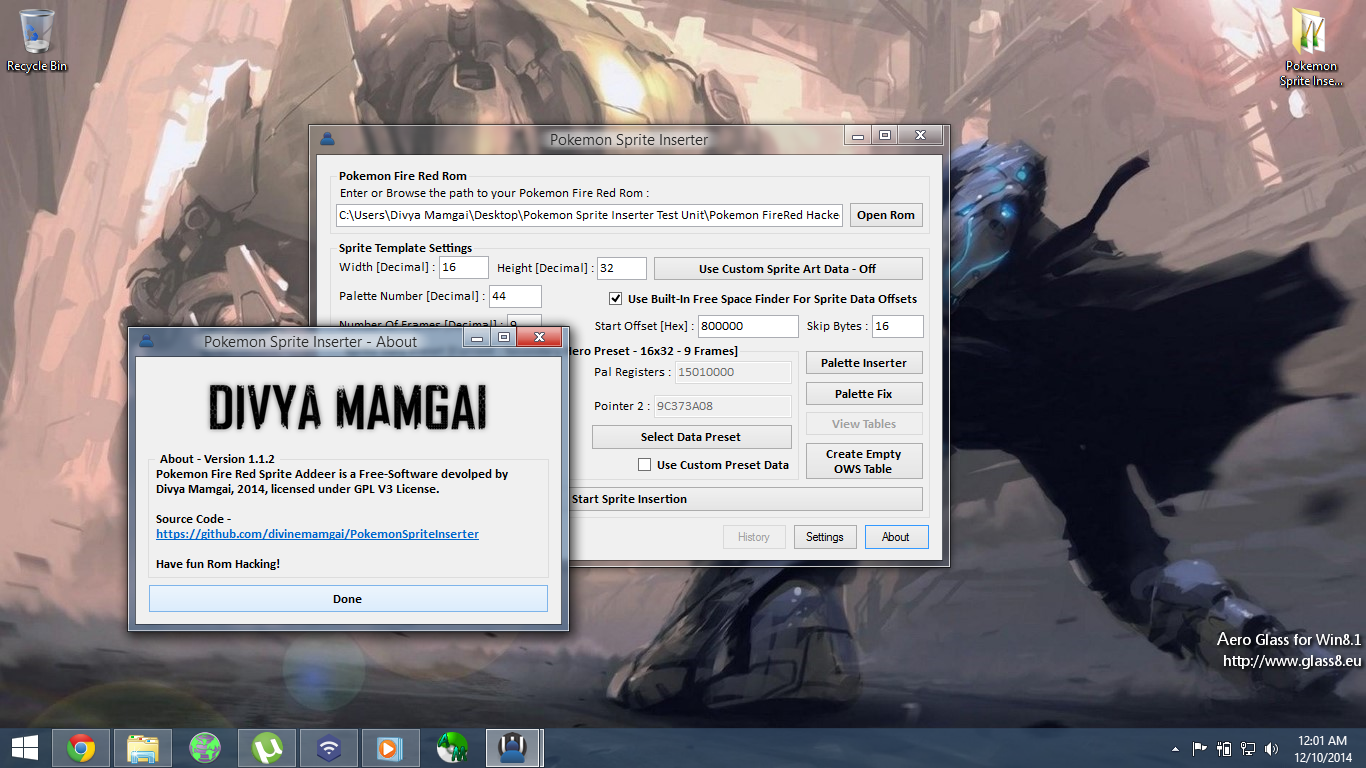 Recycle Bin
Pokemon
Sprite Inse...
Pokemon Sprite Inserter
Pokemon Fire Red Rom
Enter or Browse the path to your Pokemon Fire Red Rom :
C:\Users\Divya Mamgai\Desktop\Pokemon Sprite Inserter Test Unit\Pokemon FireRed Hacke
Open Rom
Sprite Template Settings
Width [Decimal] : 16 Height [Decimal] : 32 Use Custom Sprite Art Data - Off
Palette Number [Decimal] : 44 Use Built-In Free Space Finder For Sprite Data Offsets
Number Of Frames [Decimal] : 9 Start Offset [Hex] : 800000 Skip Bytes : 16
ero Preset - 16x32 - 9 Frames]
Pal Registers : 15010000
Pointer 2 : 9C373A08
Select Data Preset
Use Custom Preset Data
Palette Inserter
Palette Fix
View Tables
Create Empty
OWS Table
Start Sprite Insertion
History Settings About
Pokemon Sprite Inserter - About
DIVYA MAMGAI
About - Version 1.1.2
Pokemon Fire Red Sprite Addeer is a Free-Software devolped by
Divya Mamgai, 2014, licensed under GPL V3 License.
Source Code -
https://github.com/divinemamgai/PokemonSpriteInserter
Have fun Rom Hacking!
Done
Aero Glass for Win8.1
http://www.glass8.eu
12:01 AM
12/10/2014